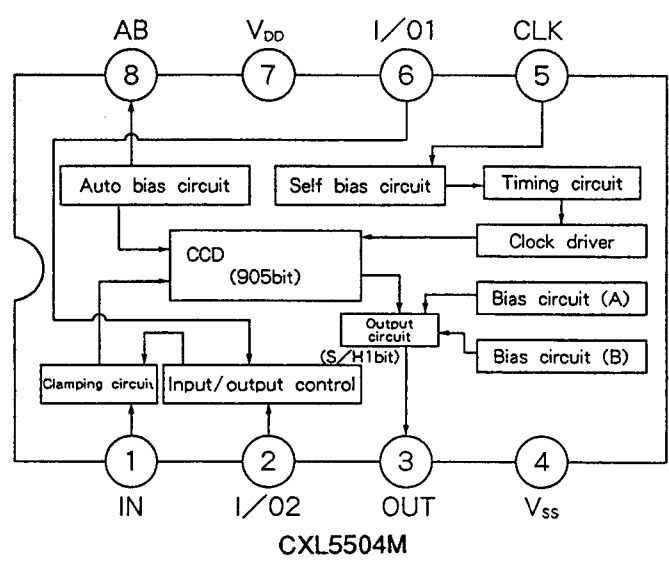 AB VDD I/O1 CLK
8 7 6 5
Auto bias circuit Self bias circuit Timing circuit
Clock driver
CCD
(905bit)
Bias circuit (A)
Output
circuit
(S/H1bit)
Bias circuit (B)
Clamping circuit Input/output control
1 2 3 4
IN I/O2 OUT VSS
CXL5504M